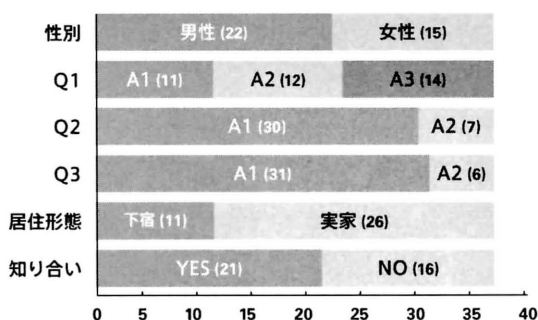 性別 男性 (22) 女性 (15)
Q1 A1 (11) A2 (12) A3 (14)
Q2 A1 (30) A2 (7)
Q3 A1 (31) A2 (6)
居住形態 下宿 (11) 実家 (26)
知り合い YES (21) NO (16)
0 5 10 15 20 25 30 35 40